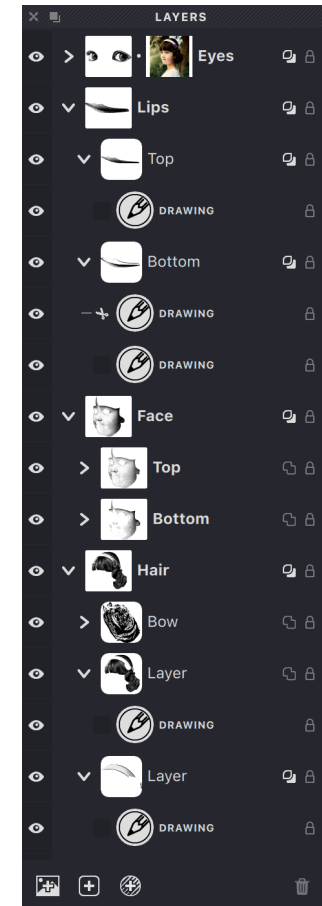 LAYERS
Eyes
Lips
Top
DRAWING
Bottom
DRAWING
DRAWING
Face
Top
Bottom
Hair
Bow
Layer
DRAWING
Layer
DRAWING